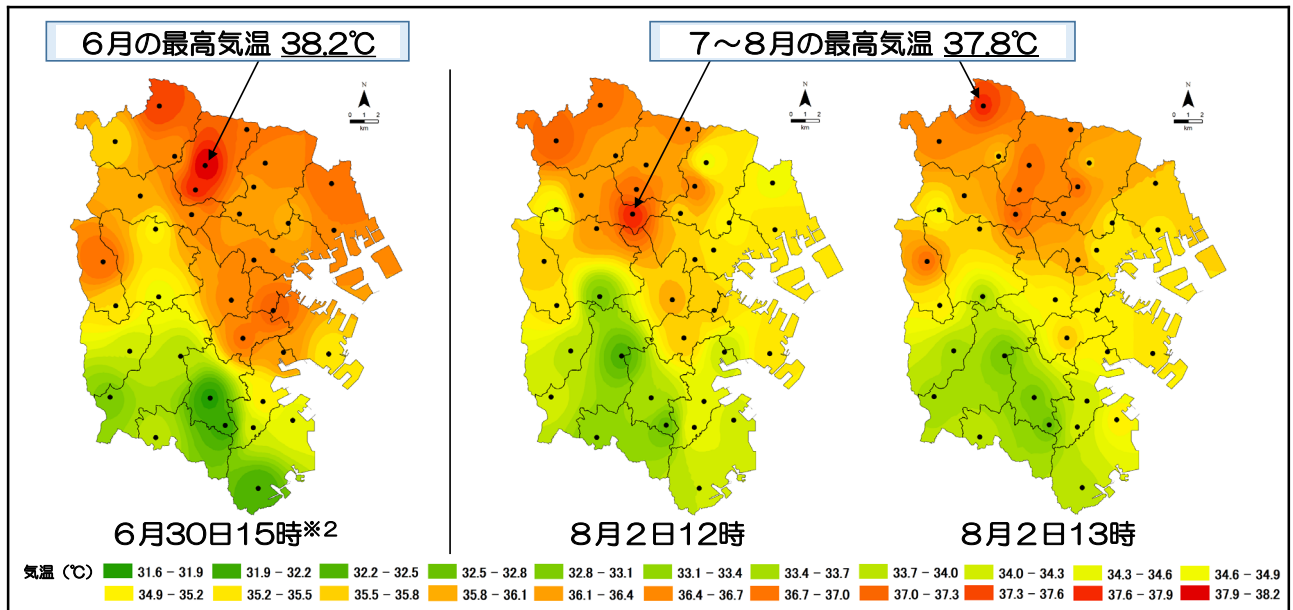 6月の最高気温 38.2℃
7～8月の最高気温 37.8℃
N
0 1 2
km
N
0 1 2
km
N
0 1 2
km
6月30日15時※2
8月2日12時
8月2日13時
気温（℃） 31.6 − 31.9 31.9 − 32.2 32.2 − 32.5 32.5 − 32.8 32.8 − 33.1 33.1 − 33.4 33.4 − 33.7 33.7 − 34.0 34.0 − 34.3 34.3 − 34.6 34.6 − 34.9
34.9 − 35.2 35.2 − 35.5 35.5 − 35.8 35.8 − 36.1 36.1 − 36.4 36.4 − 36.7 36.7 − 37.0 37.0 − 37.3 37.3 − 37.6 37.6 − 37.9 37.9 − 38.2